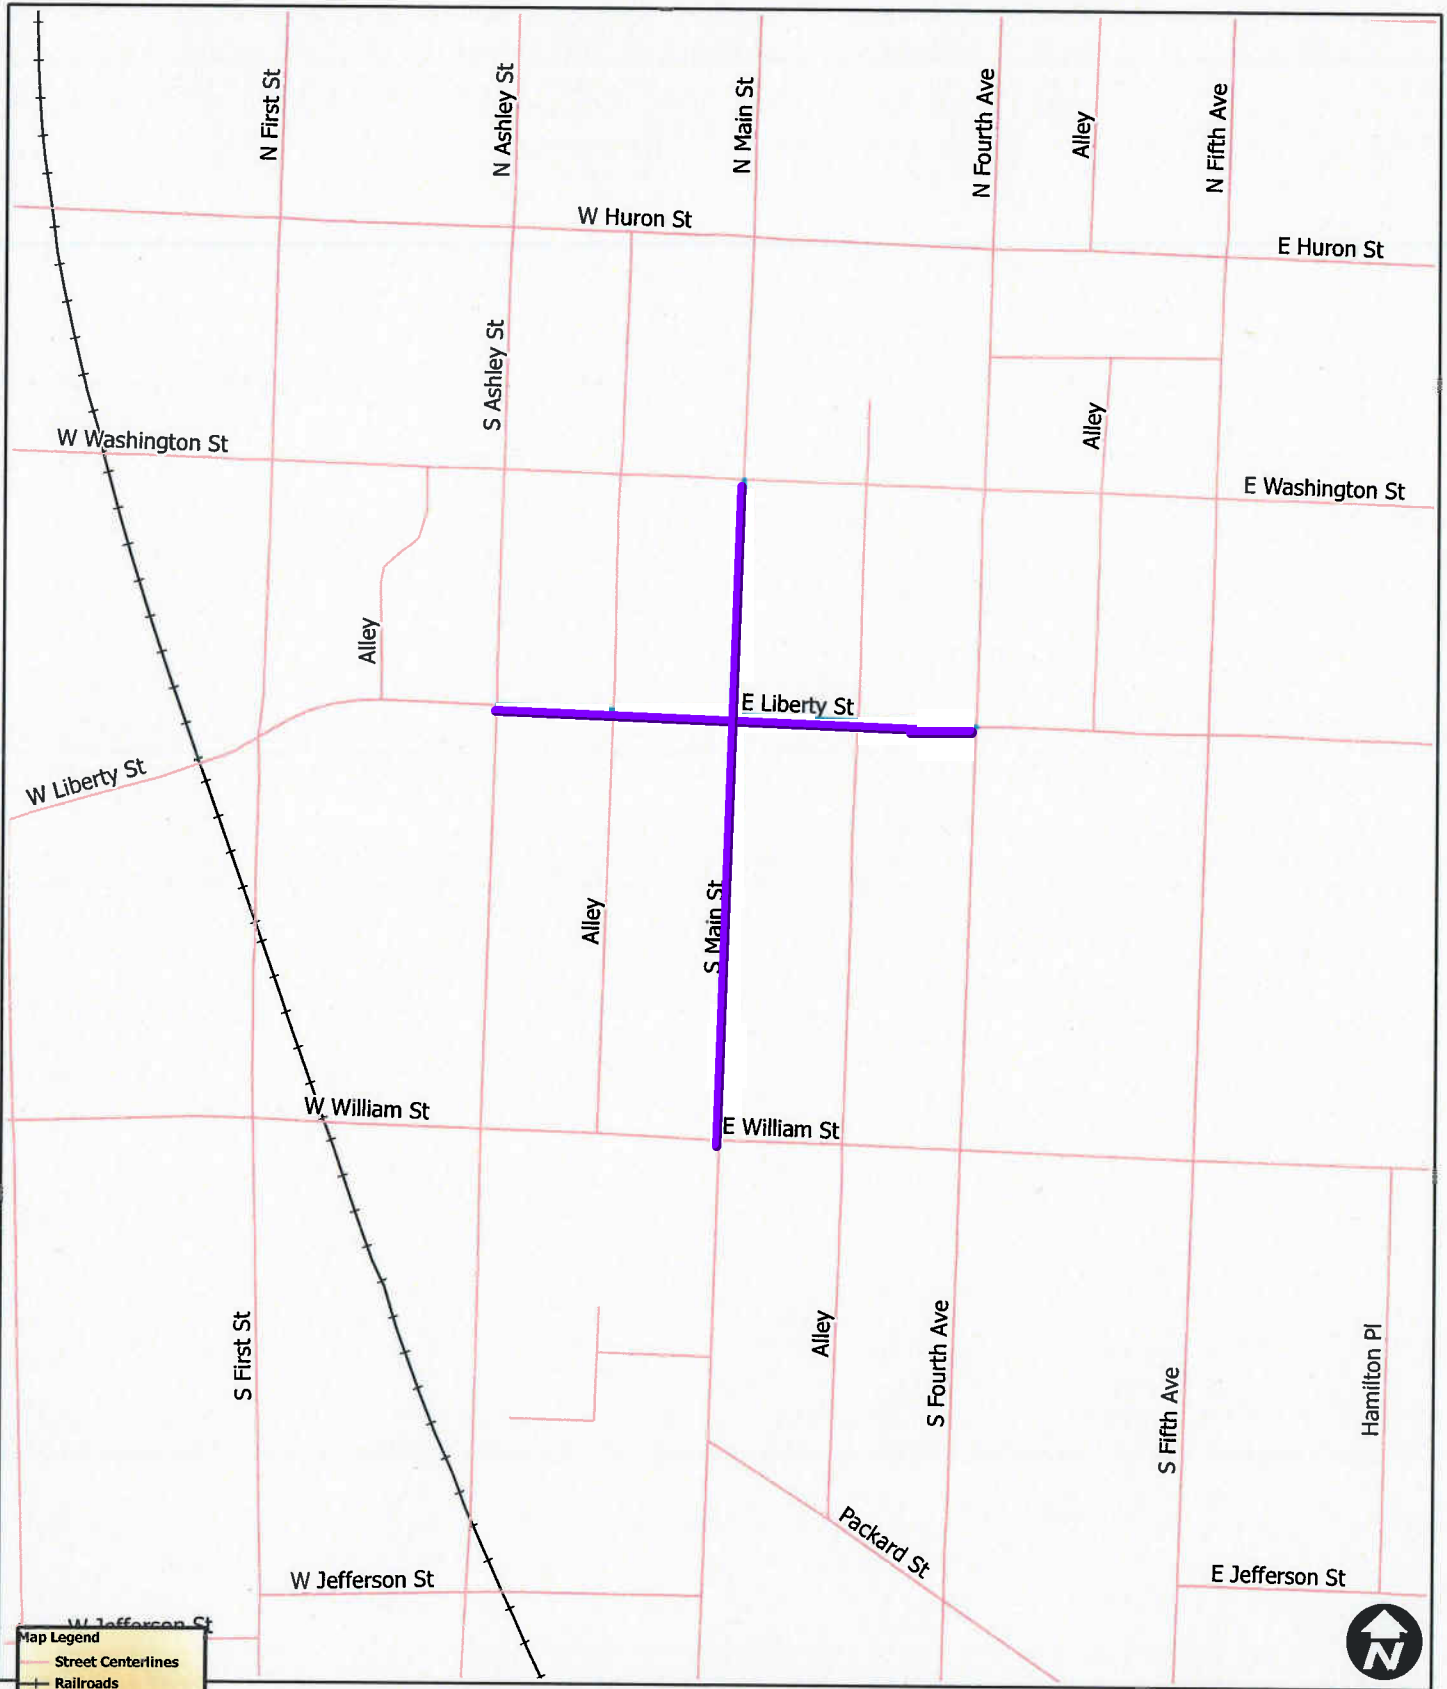 N First St
N Ashley St
N Main St
N Fourth Ave
Alley
N Fifth Ave
W Huron St
E Huron St
S Ashley St
Alley
W Washington St
E Washington St
Alley
E Liberty St
W Liberty St
Alley
S Main St
W William St
E William St
S First St
Alley
S Fourth Ave
S Fifth Ave
Hamilton Pl
Packard St
W Jefferson St
E Jefferson St
W Jefferson St
Map Legend
Street Centerlines
Railroads
N